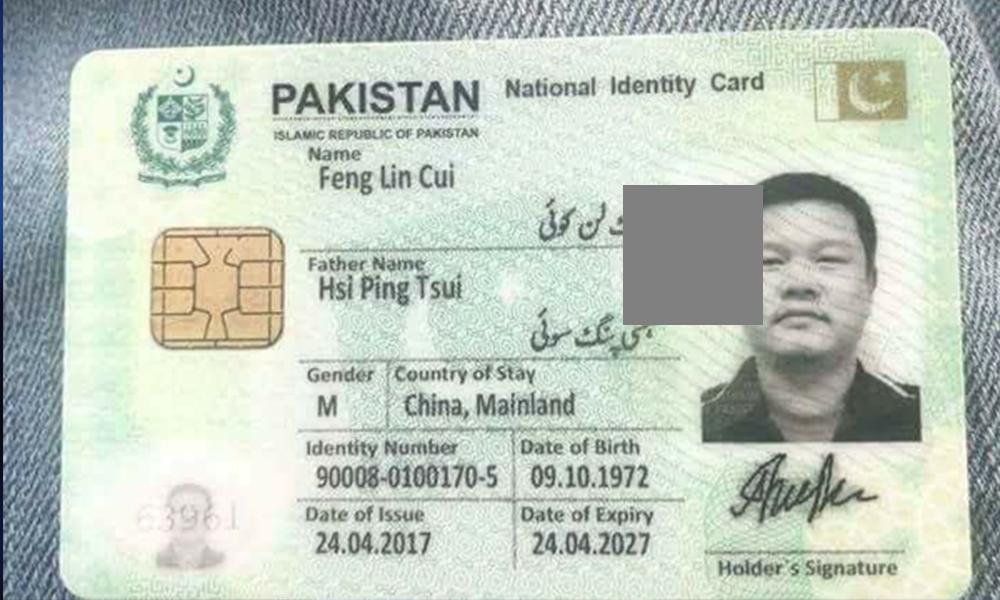 PAKISTAN National Identity Card
ISLAMIC REPUBLIC OF PAKISTAN
Name
Feng Lin Cui
لن کوئی
Father Name
Hsi Ping Tsui
ہسی پنگ سوئی
Gender Country of Stay
M China, Mainland
Identity Number Date of Birth
90008-0100170-5 09.10.1972
Date of Issue Date of Expiry
24.04.2017 24.04.2027
63961
Holder's Signature